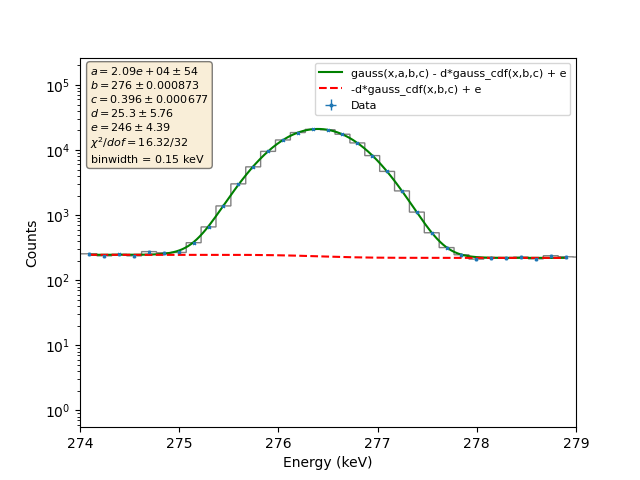 a = 2.09e + 04 ± 54
b = 276 ± 0.000873
c = 0.396 ± 0.000677
d = 25.3 ± 5.76
e = 246 ± 4.39
χ²/dof = 16.32/32
binwidth = 0.15 keV
gauss(x,a,b,c) - d*gauss_cdf(x,b,c) + e
-d*gauss_cdf(x,b,c) + e
Data
Counts
10⁵
10⁴
10³
10²
10¹
10⁰
274 275 276 277 278 279
Energy (keV)